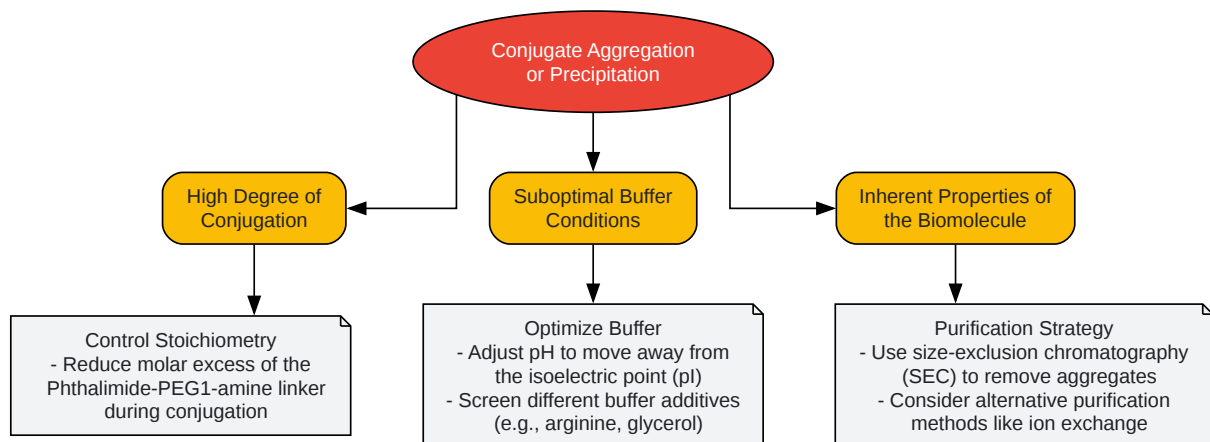 Conjugate Aggregation
or Precipitation
High Degree of
Conjugation
Suboptimal Buffer
Conditions
Inherent Properties of
the Biomolecule
Control Stoichiometry
- Reduce molar excess of the
Phthalimide-PEG1-amine linker
during conjugation
Optimize Buffer
- Adjust pH to move away from
the isoelectric point (pI)
- Screen different buffer additives
(e.g., arginine, glycerol)
Purification Strategy
- Use size-exclusion chromatography
(SEC) to remove aggregates
- Consider alternative purification
methods like ion exchange